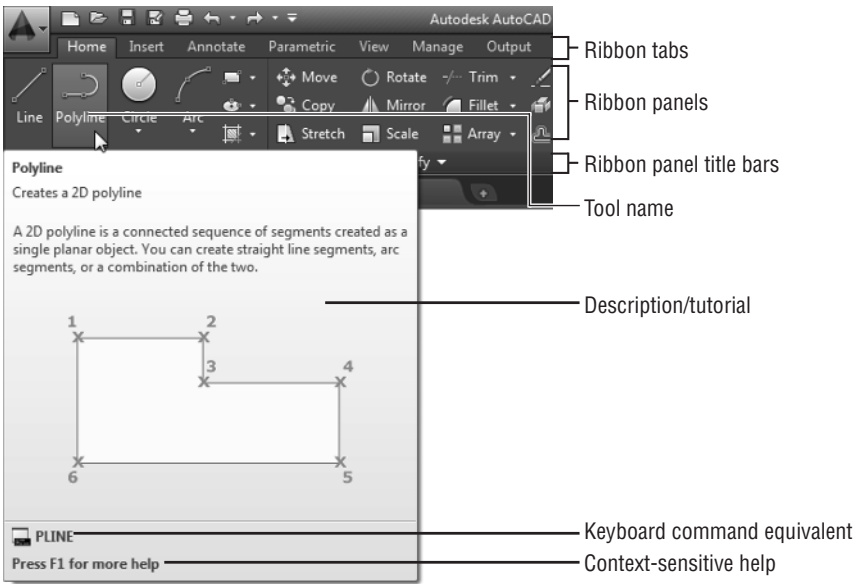 Autodesk AutoCAD
Home Insert Annotate Parametric View Manage Output
Ribbon tabs
Line Polyline Circle Arc
Move Rotate Trim
Copy Mirror Fillet
Stretch Scale Array
Ribbon panels
fy
Ribbon panel title bars
Tool name
Polyline
Creates a 2D polyline
A 2D polyline is a connected sequence of segments created as a
single planar object. You can create straight line segments, arc
segments, or a combination of the two.
Description/tutorial
1 2
3 4
6 5
PLINE
Keyboard command equivalent
Press F1 for more help
Context-sensitive help